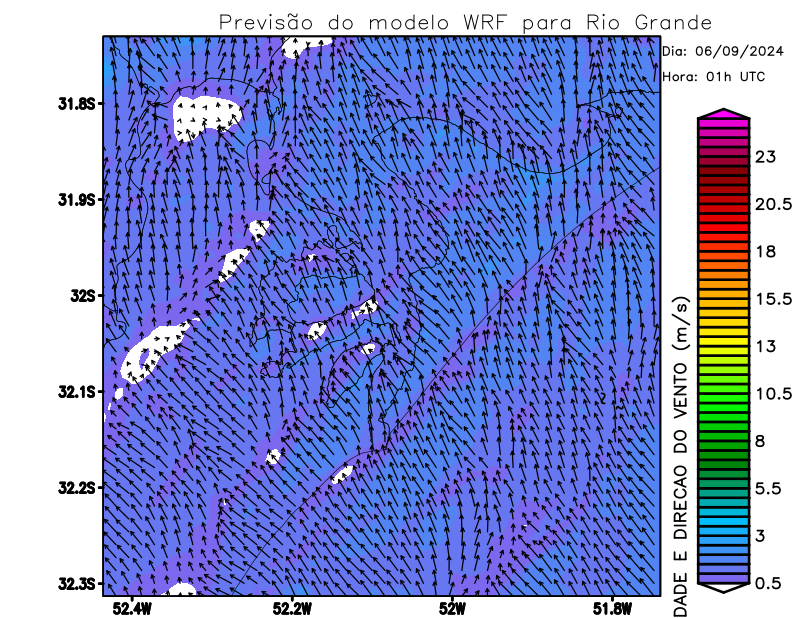 Previsão do modelo WRF para Rio Grande
Dia: 06/09/2024
Hora: 01h UTC
31.8S
31.9S
32S
32.1S
32.2S
32.3S
52.4W
52.2W
52W
51.8W
23
20.5
18
15.5
13
10.5
8
5.5
3
0.5
DADE E DIRECAO DO VENTO (m/s)